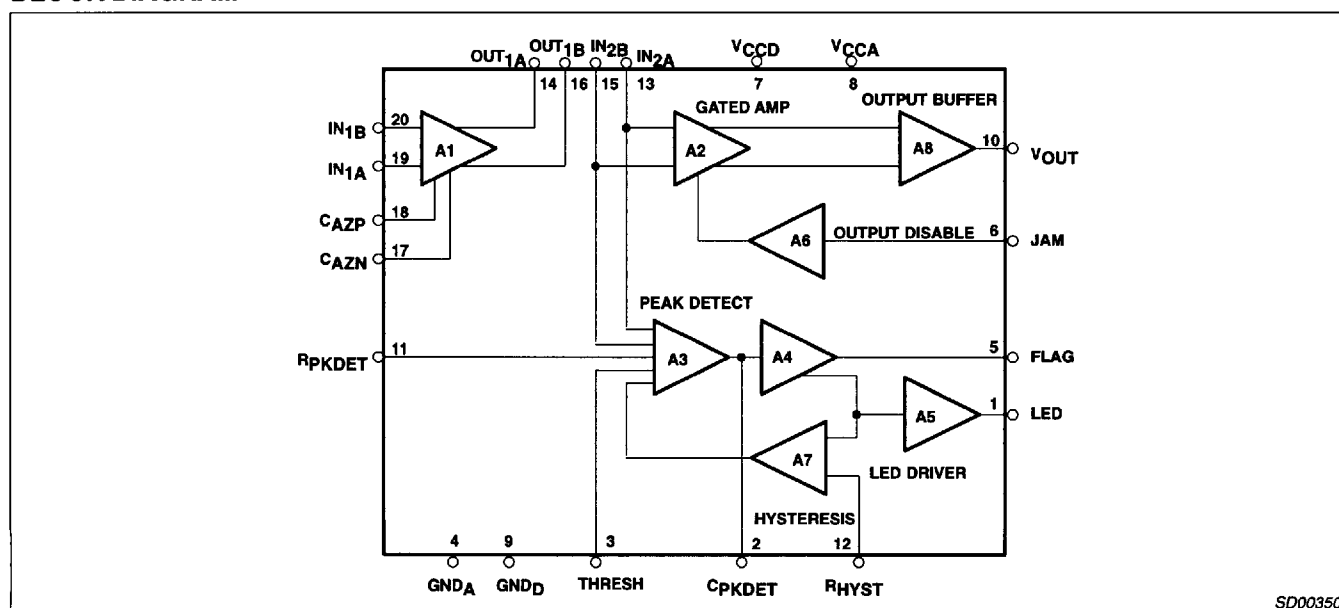 OUT1A OUT1B IN2B IN2A VCCD VCCA
14 16 15 13 7 8
GATED AMP OUTPUT BUFFER
IN1B 20
A1 A2 A8 10 VOUT
IN1A 19
CAZP 18
A6 OUTPUT DISABLE 6 JAM
CAZN 17
PEAK DETECT
RPKDET 11 A3 A4 5 FLAG
A5 1 LED
A7
LED DRIVER
HYSTERESIS
4 9 3 2 12
GNDA GNDD THRESH CPKDET RHYST
SD00350